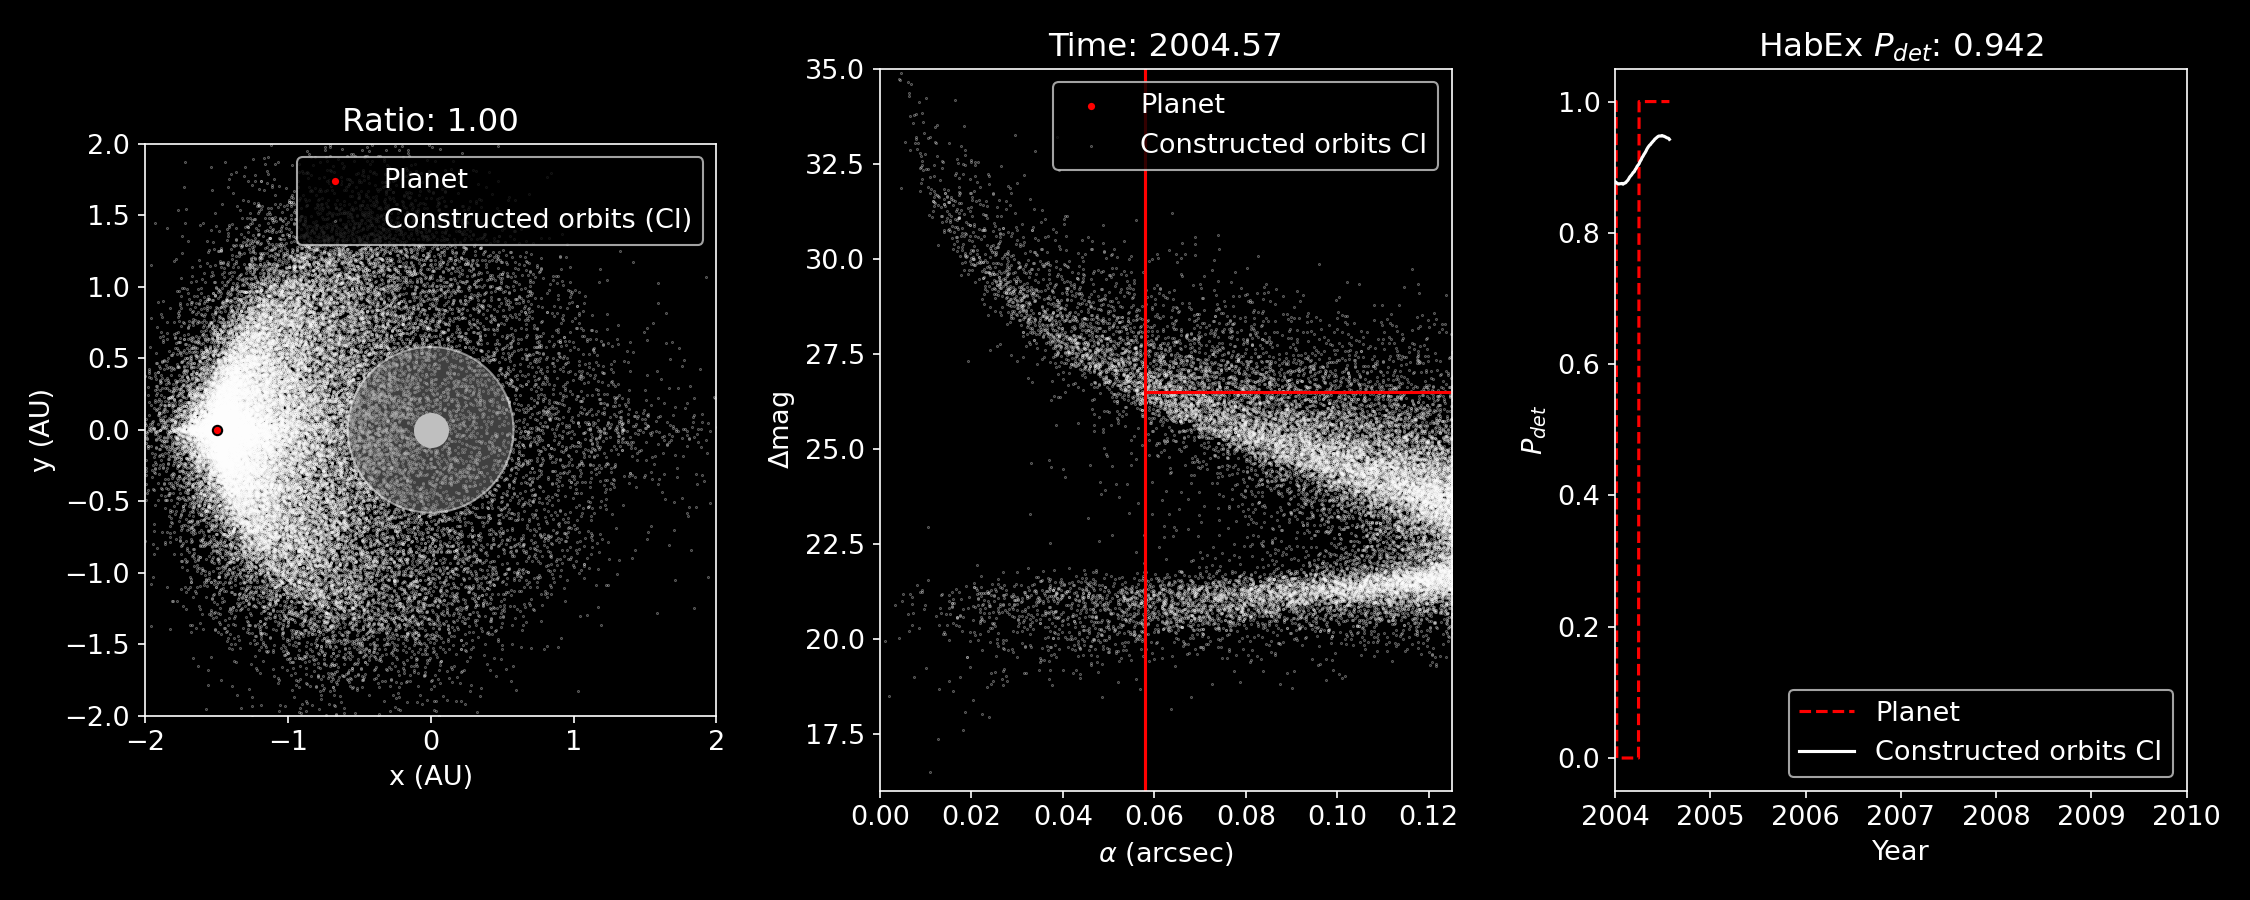 Ratio: 1.00
Planet
Constructed orbits (CI)
2.0
1.5
1.0
0.5
0.0
−0.5
−1.0
−1.5
−2.0
−2
−1
0
1
2
x (AU)
y (AU)
Time: 2004.57
Planet
Constructed orbits CI
35.0
32.5
30.0
27.5
25.0
22.5
20.0
17.5
0.00
0.02
0.04
0.06
0.08
0.10
0.12
α (arcsec)
Δmag
HabEx P_det: 0.942
1.0
0.8
0.6
0.4
0.2
0.0
2004
2005
2006
2007
2008
2009
2010
Year
P_det
Planet
Constructed orbits CI